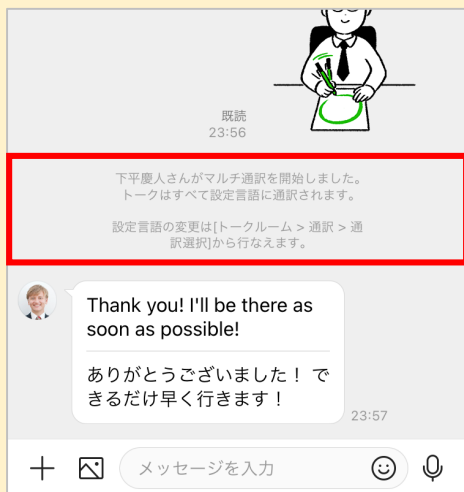 既読
23:56
下平慶人さんがマルチ通訳を開始しました。
トークはすべて設定言語に通訳されます。
設定言語の変更は[トークルーム > 通訳 > 通
訳選択]から行なえます。
Thank you! I'll be there as
soon as possible!
ありがとうございました！ で
きるだけ早く行きます！
23:57
メッセージを入力